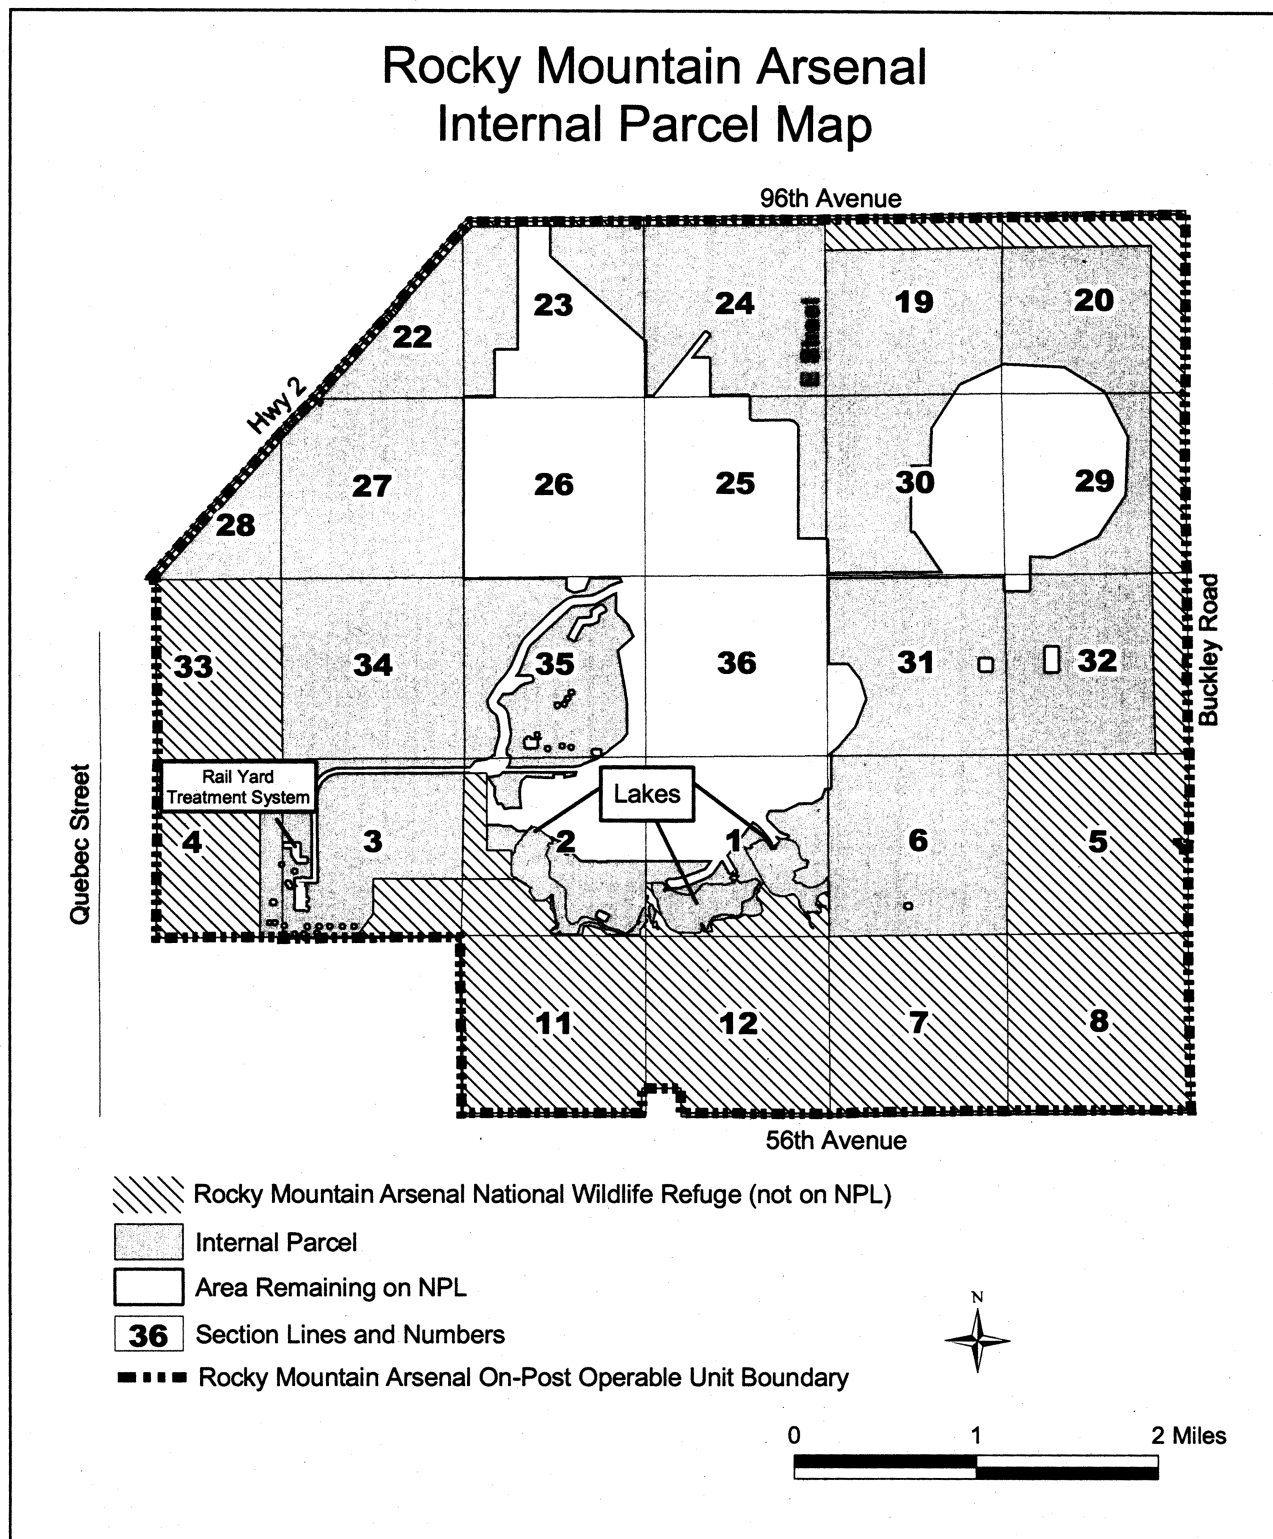 Rocky Mountain Arsenal
Internal Parcel Map
96th Avenue
23
24
19
20
22
E Street
Hwy 2
27
26
25
30
29
28
33
34
35
36
31
32
Buckley Road
Rail Yard
Treatment System
Lakes
Quebec Street
4
3
2
1
6
5
11
12
7
8
56th Avenue
Rocky Mountain Arsenal National Wildlife Refuge (not on NPL)
Internal Parcel
Area Remaining on NPL
36 Section Lines and Numbers
Rocky Mountain Arsenal On-Post Operable Unit Boundary
N
0 1 2 Miles